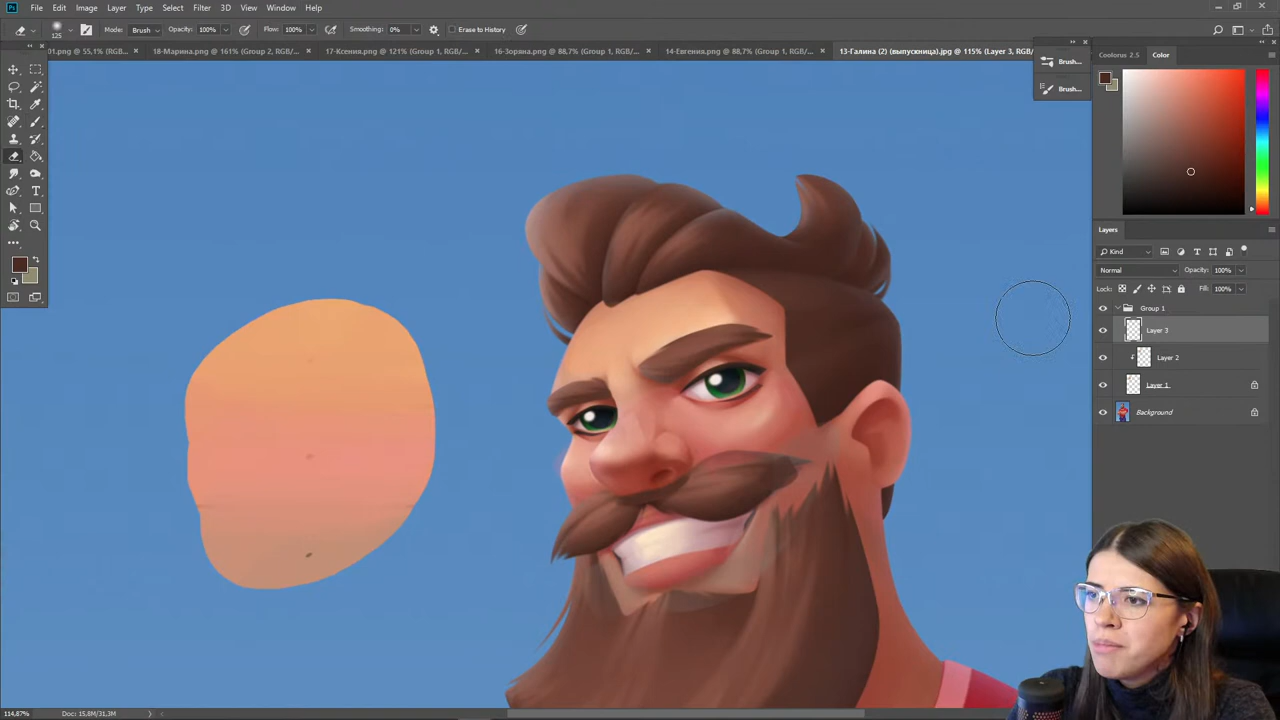 Ps File Edit Image Layer Type Select Filter 3D View Window Help
125 Mode: Brush Opacity: 100% Flow: 100% Smoothing: 0% Erase to History
01.png @ 55,1% (RGB/8... 18-Марина.png @ 161% (Group 2, RGB/... 17-Ксения.png @ 121% (Group 1, RGB/... 16-Зоряна.png @ 88,7% (Group 1, RGB/... 14-Евгения.png @ 88,7% (Group 1, RGB/... 13-Галина (2) (выпускница).jpg @ 115% (Layer 3, RGB/
Brush...
Brush...
Coolorus 2.5 Color
Layers
Kind
Normal Opacity: 100%
Lock: Fill: 100%
Group 1
Layer 3
Layer 2
Layer 1
Background
114,87% Doc: 15,8M/31,3M